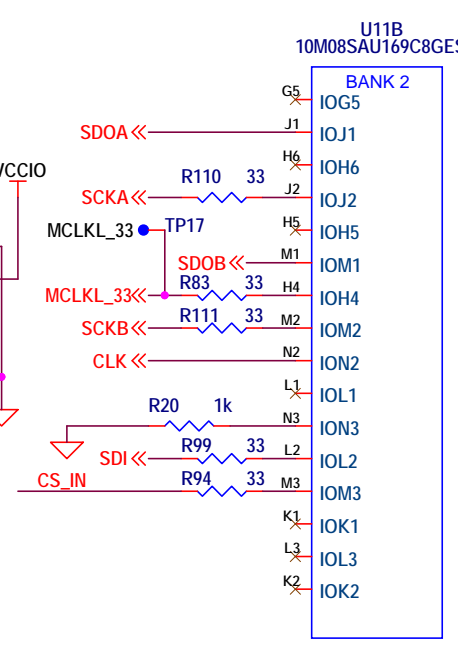 U11B
10M08SAU169C8GES
BANK 2
G5 IOG5
SDOA J1 IOJ1
H6 IOH6
VCCIO
R110 33
SCKA J2 IOJ2
MCLKL_33 TP17 H5 IOH5
SDOB M1 IOM1
R83 33
MCLKL_33 H4 IOH4
R111 33
SCKB M2 IOM2
CLK N2 ION2
L1 IOL1
R20 1k
N3 ION3
R99 33
SDI L2 IOL2
CS_IN R94 33 M3 IOM3
K1 IOK1
L3 IOL3
K2 IOK2